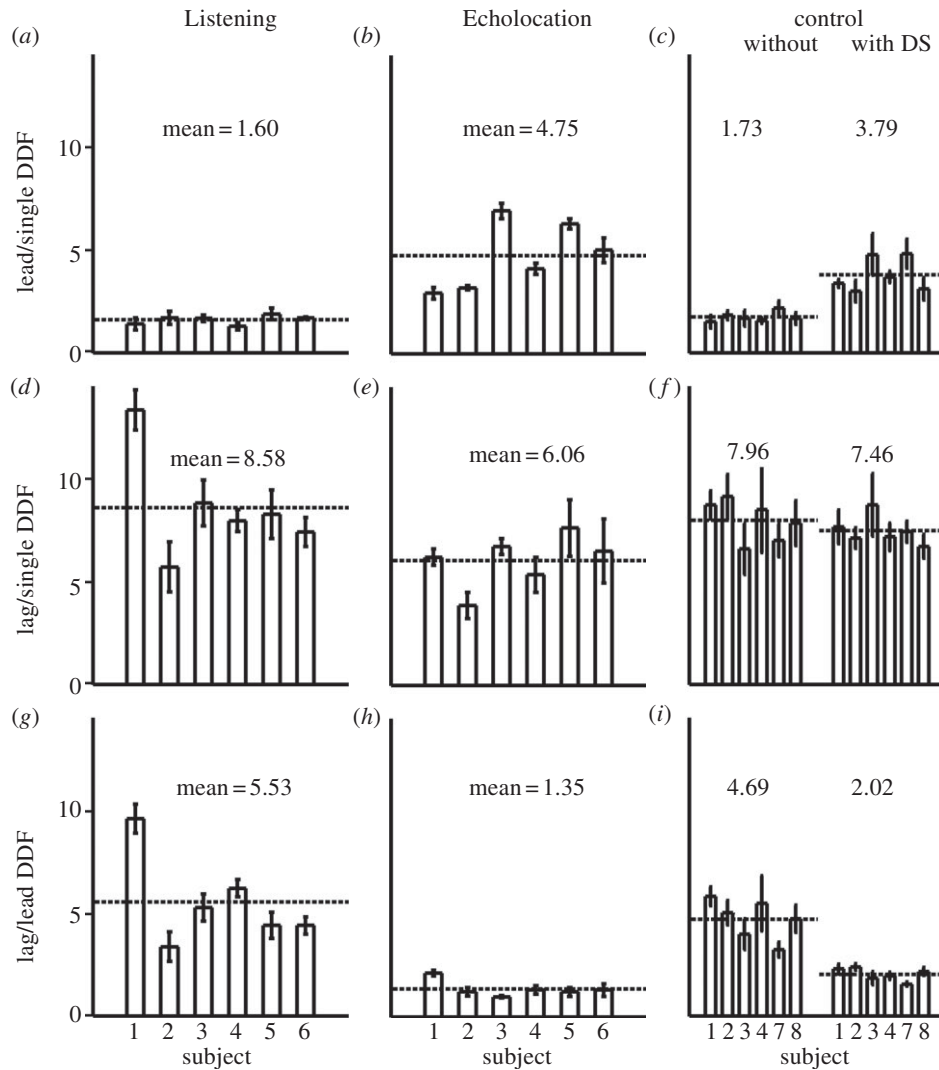 Listening Echolocation control
without with DS
(a) (b) (c)
lead/single DDF
10
5
0
mean = 1.60
mean = 4.75
1.73 3.79
(d) (e) (f)
lag/single DDF
10
5
0
mean = 8.58
mean = 6.06
7.96 7.46
(g) (h) (i)
lag/lead DDF
10
5
0
mean = 5.53
mean = 1.35
4.69 2.02
1 2 3 4 5 6
subject
1 2 3 4 5 6
subject
1 2 3 4 7 8 1 2 3 4 7 8
subject